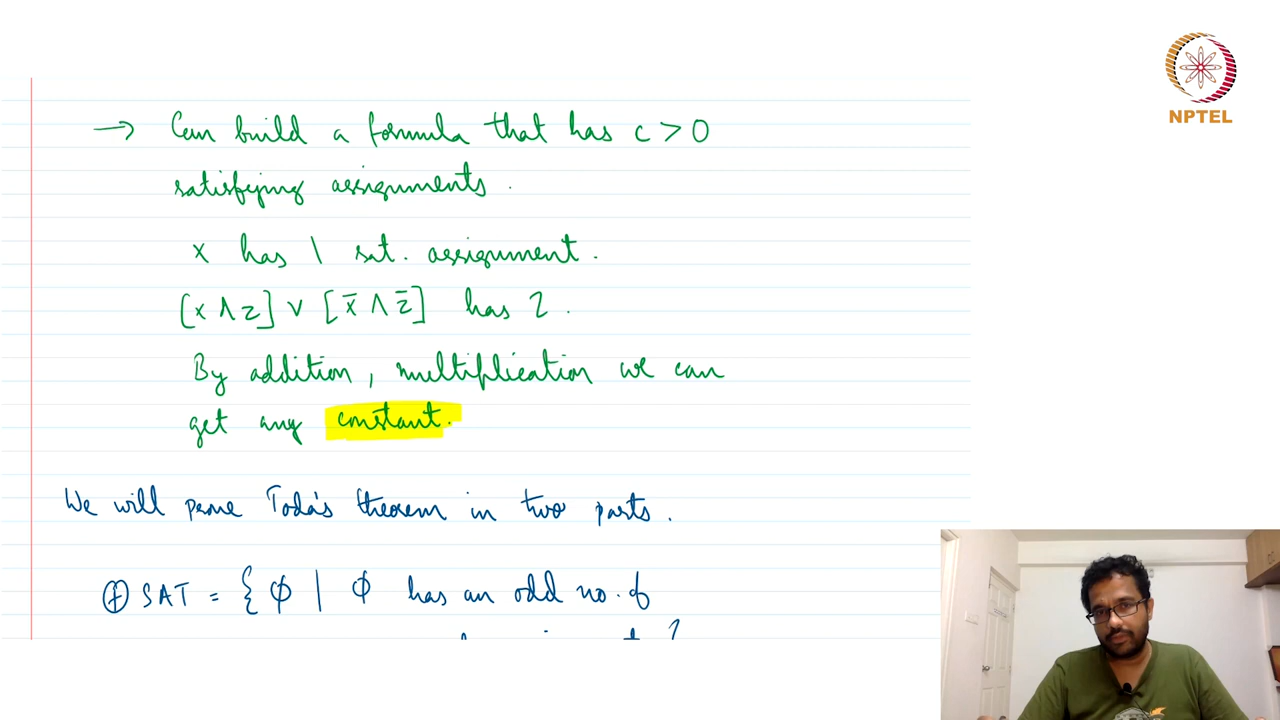 NPTEL
→ Can build a formula that has c > 0
satisfying assignments.
x has 1 sat. assignment.
[x ∧ z] ∨ [x̄ ∧ z̄] has 2.
By addition, multiplication we can
get any constant.
We will prove Toda's theorem in two parts.
⊕ SAT = { ϕ | ϕ has an odd no. of